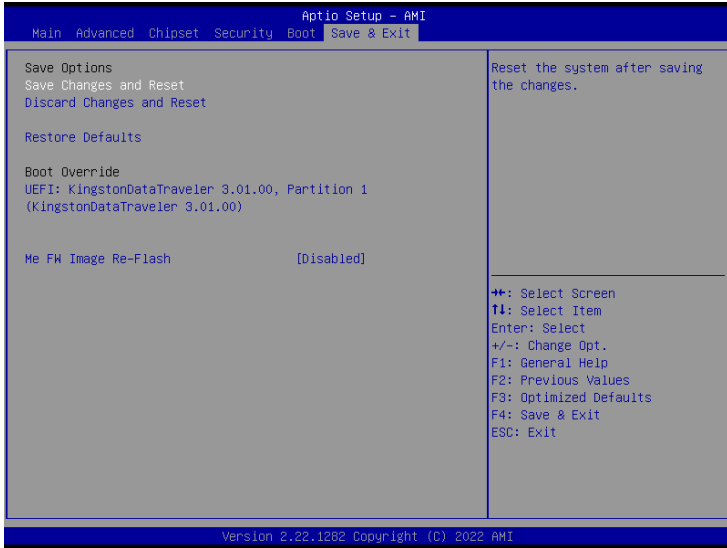 Aptio Setup - AMI
Main Advanced Chipset Security Boot Save & Exit
Save Options
Save Changes and Reset
Discard Changes and Reset
Restore Defaults
Boot Override
UEFI: KingstonDataTraveler 3.01.00, Partition 1
(KingstonDataTraveler 3.01.00)
Me FW Image Re-Flash [Disabled]
Reset the system after saving
the changes.
→←: Select Screen
↑↓: Select Item
Enter: Select
+/-: Change Opt.
F1: General Help
F2: Previous Values
F3: Optimized Defaults
F4: Save & Exit
ESC: Exit
Version 2.22.1282 Copyright (C) 2022 AMI